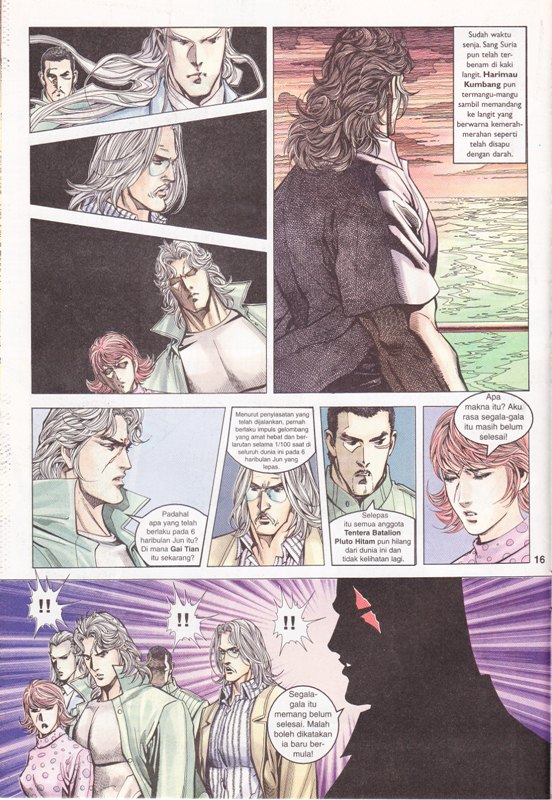 Sudah waktu
senja. Sang Suria
pun telah ter-
benam di kaki
langit. Harimau
Kumbang pun
termangu-mangu
sambil memandang
ke langit yang
berwarna kemerah-
merahan seperti
telah disapu
dengan darah.
Padahal
apa yang telah
berlaku pada 6
haribulan Jun itu?
Di mana Gai Tian
itu sekarang?
Menurut penyiasatan yang
telah dijalankan, pernah
berlaku impuls gelombang
yang amat hebat dan ber-
larutan selama 1/100 saat di
seluruh dunia ini pada 6
haribulan Jun yang
lepas.
Selepas
itu semua anggota
Tentera Batalion
Pluto Hitam pun hilang
dari dunia ini dan
tidak kelihatan lagi.
Apa
makna itu? Aku
rasa segala-gala
itu masih belum
selesai!
16
!!
!!
!!
Segala-
gala itu
memang belum
selesai. Malah
boleh dikatakan
ia baru ber-
mula!